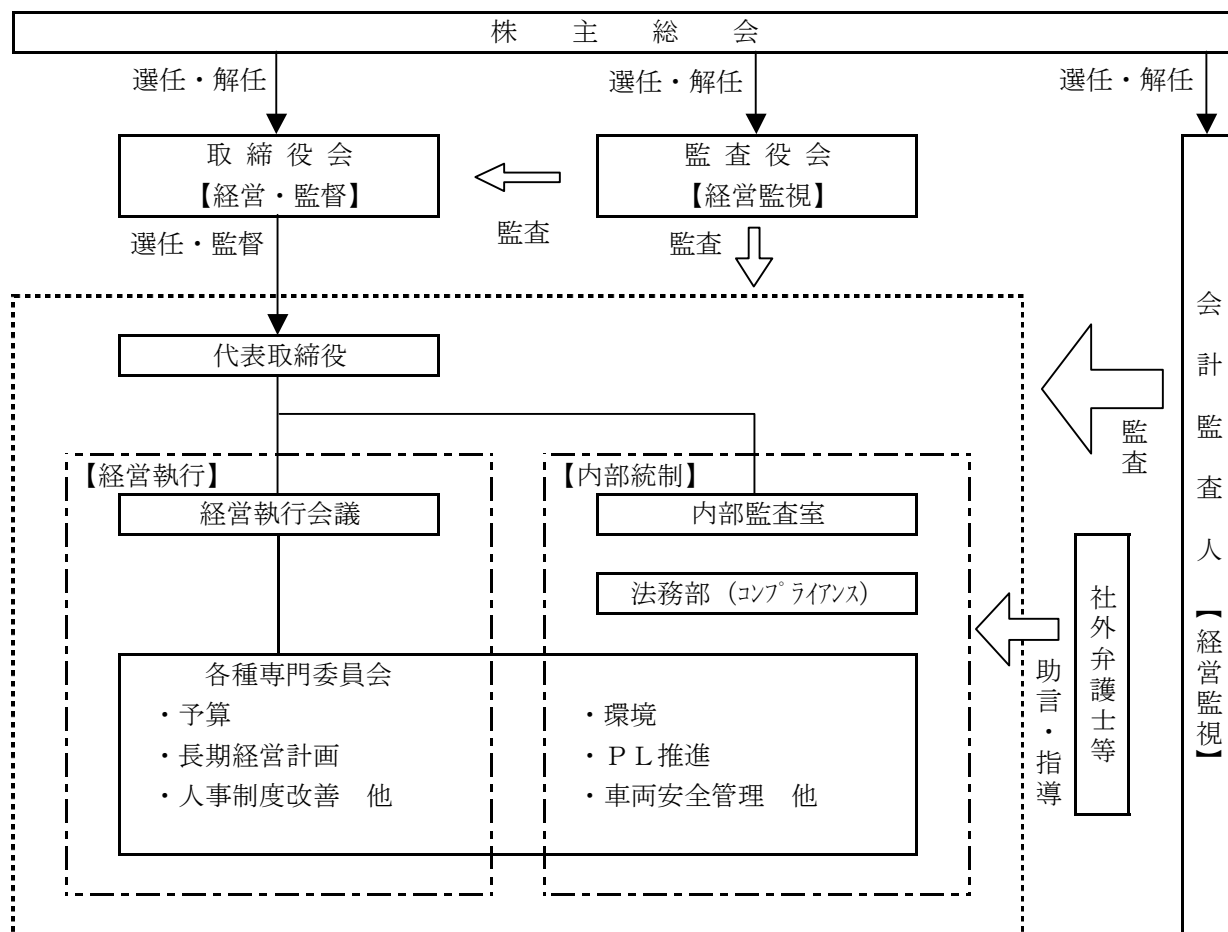 株 主 総 会
選任・解任
選任・解任
選任・解任
取 締 役 会
【経営・監督】
監 査 役 会
【経営監視】
選任・監督
監査
監査
代表取締役
【経営執行】
経営執行会議
【内部統制】
内部監査室
法務部（ｺﾝﾌﾟﾗｲｱﾝｽ）
各種専門委員会
・予算
・長期経営計画
・人事制度改善　他
・環境
・ＰＬ推進
・車両安全管理　他
監査
助言・指導
社外弁護士等
会計監査人【経営監視】